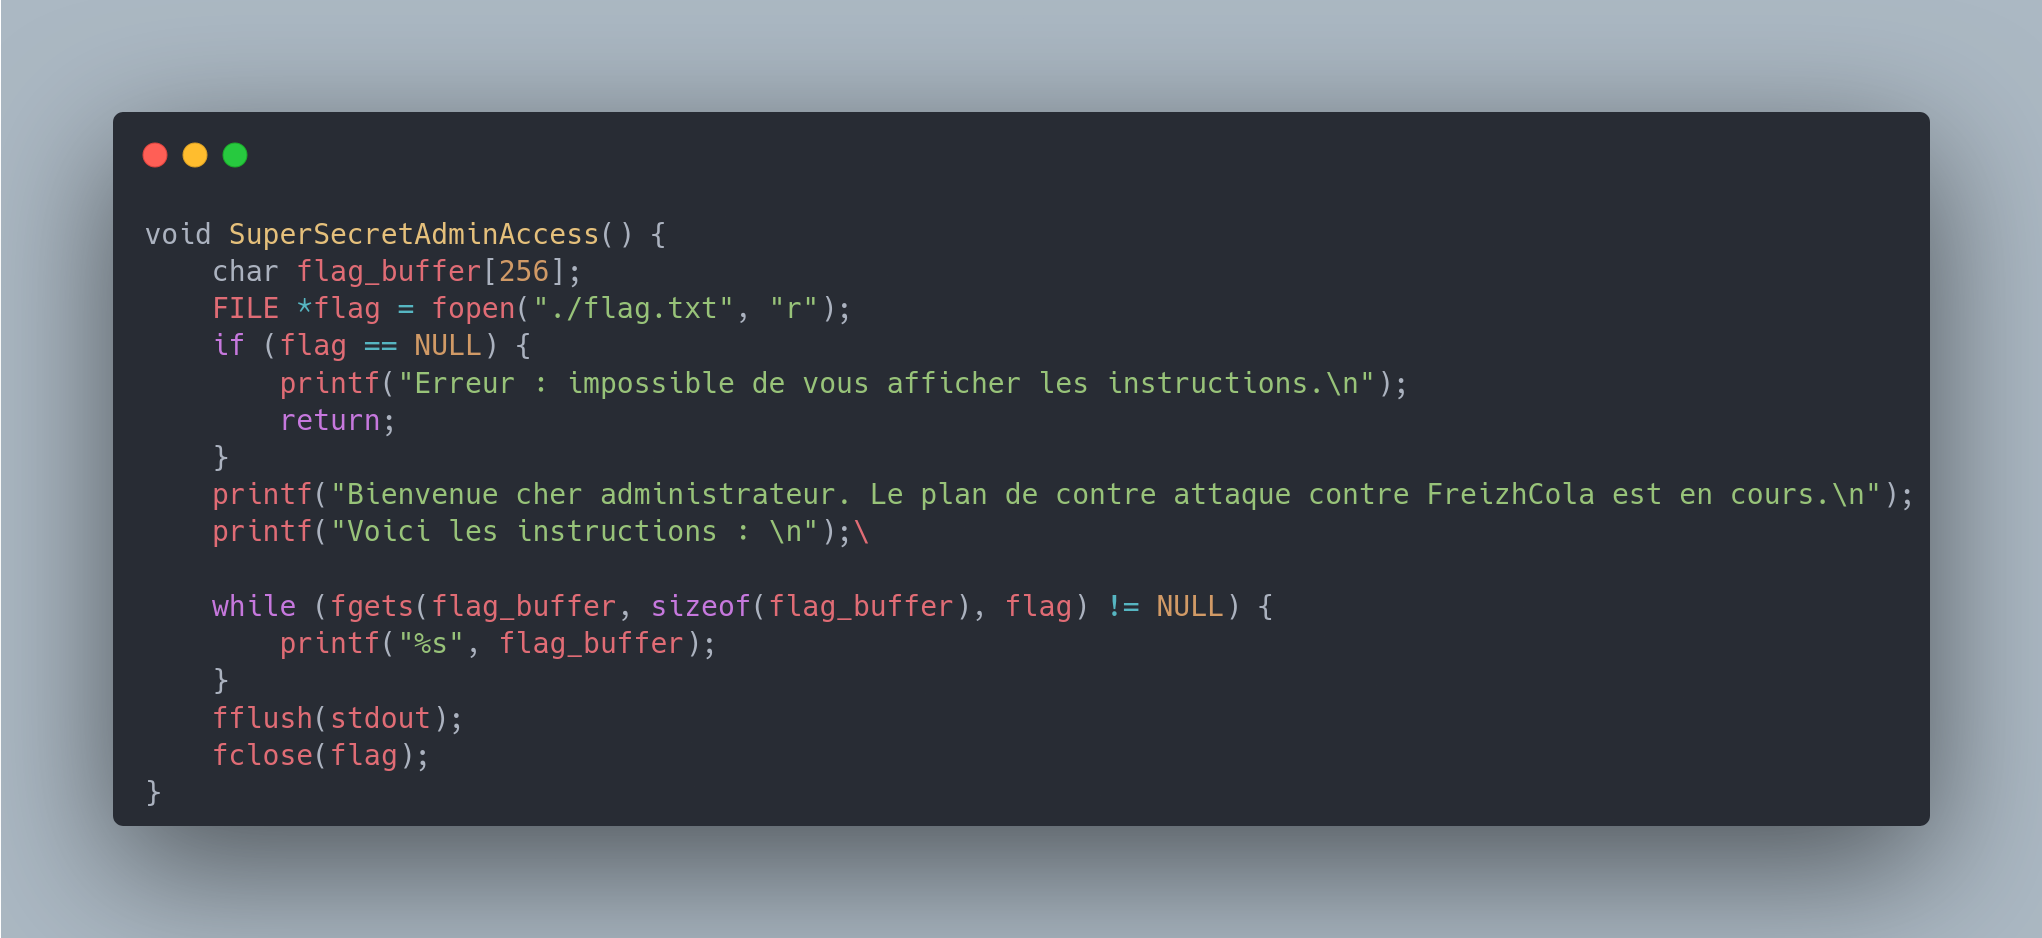 void SuperSecretAdminAccess() {
    char flag_buffer[256];
    FILE *flag = fopen("./flag.txt", "r");
    if (flag == NULL) {
        printf("Erreur : impossible de vous afficher les instructions.\n");
        return;
    }
    printf("Bienvenue cher administrateur. Le plan de contre attaque contre FreizhCola est en cours.\n");
    printf("Voici les instructions : \n");\

    while (fgets(flag_buffer, sizeof(flag_buffer), flag) != NULL) {
        printf("%s", flag_buffer);
    }
    fflush(stdout);
    fclose(flag);
}